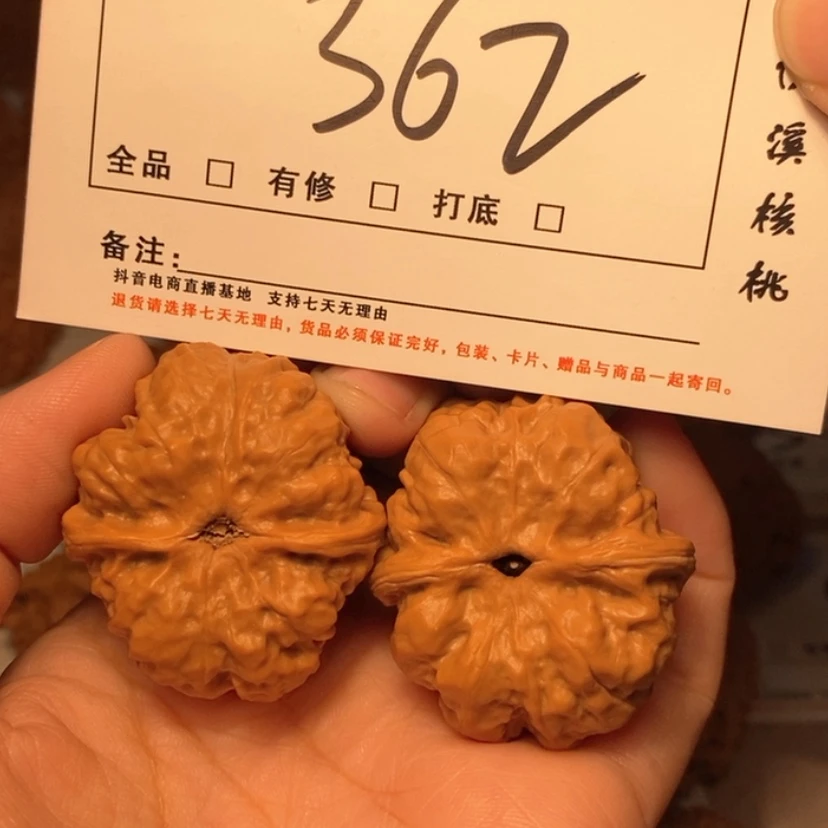 362
全品 □ 有修 □ 打底 □
备注：
抖音电商直播基地 支持七天无理由
退货请选择七天无理由，货品必须保证完好，包装、卡片、赠品与商品一起寄回。
溪核桃